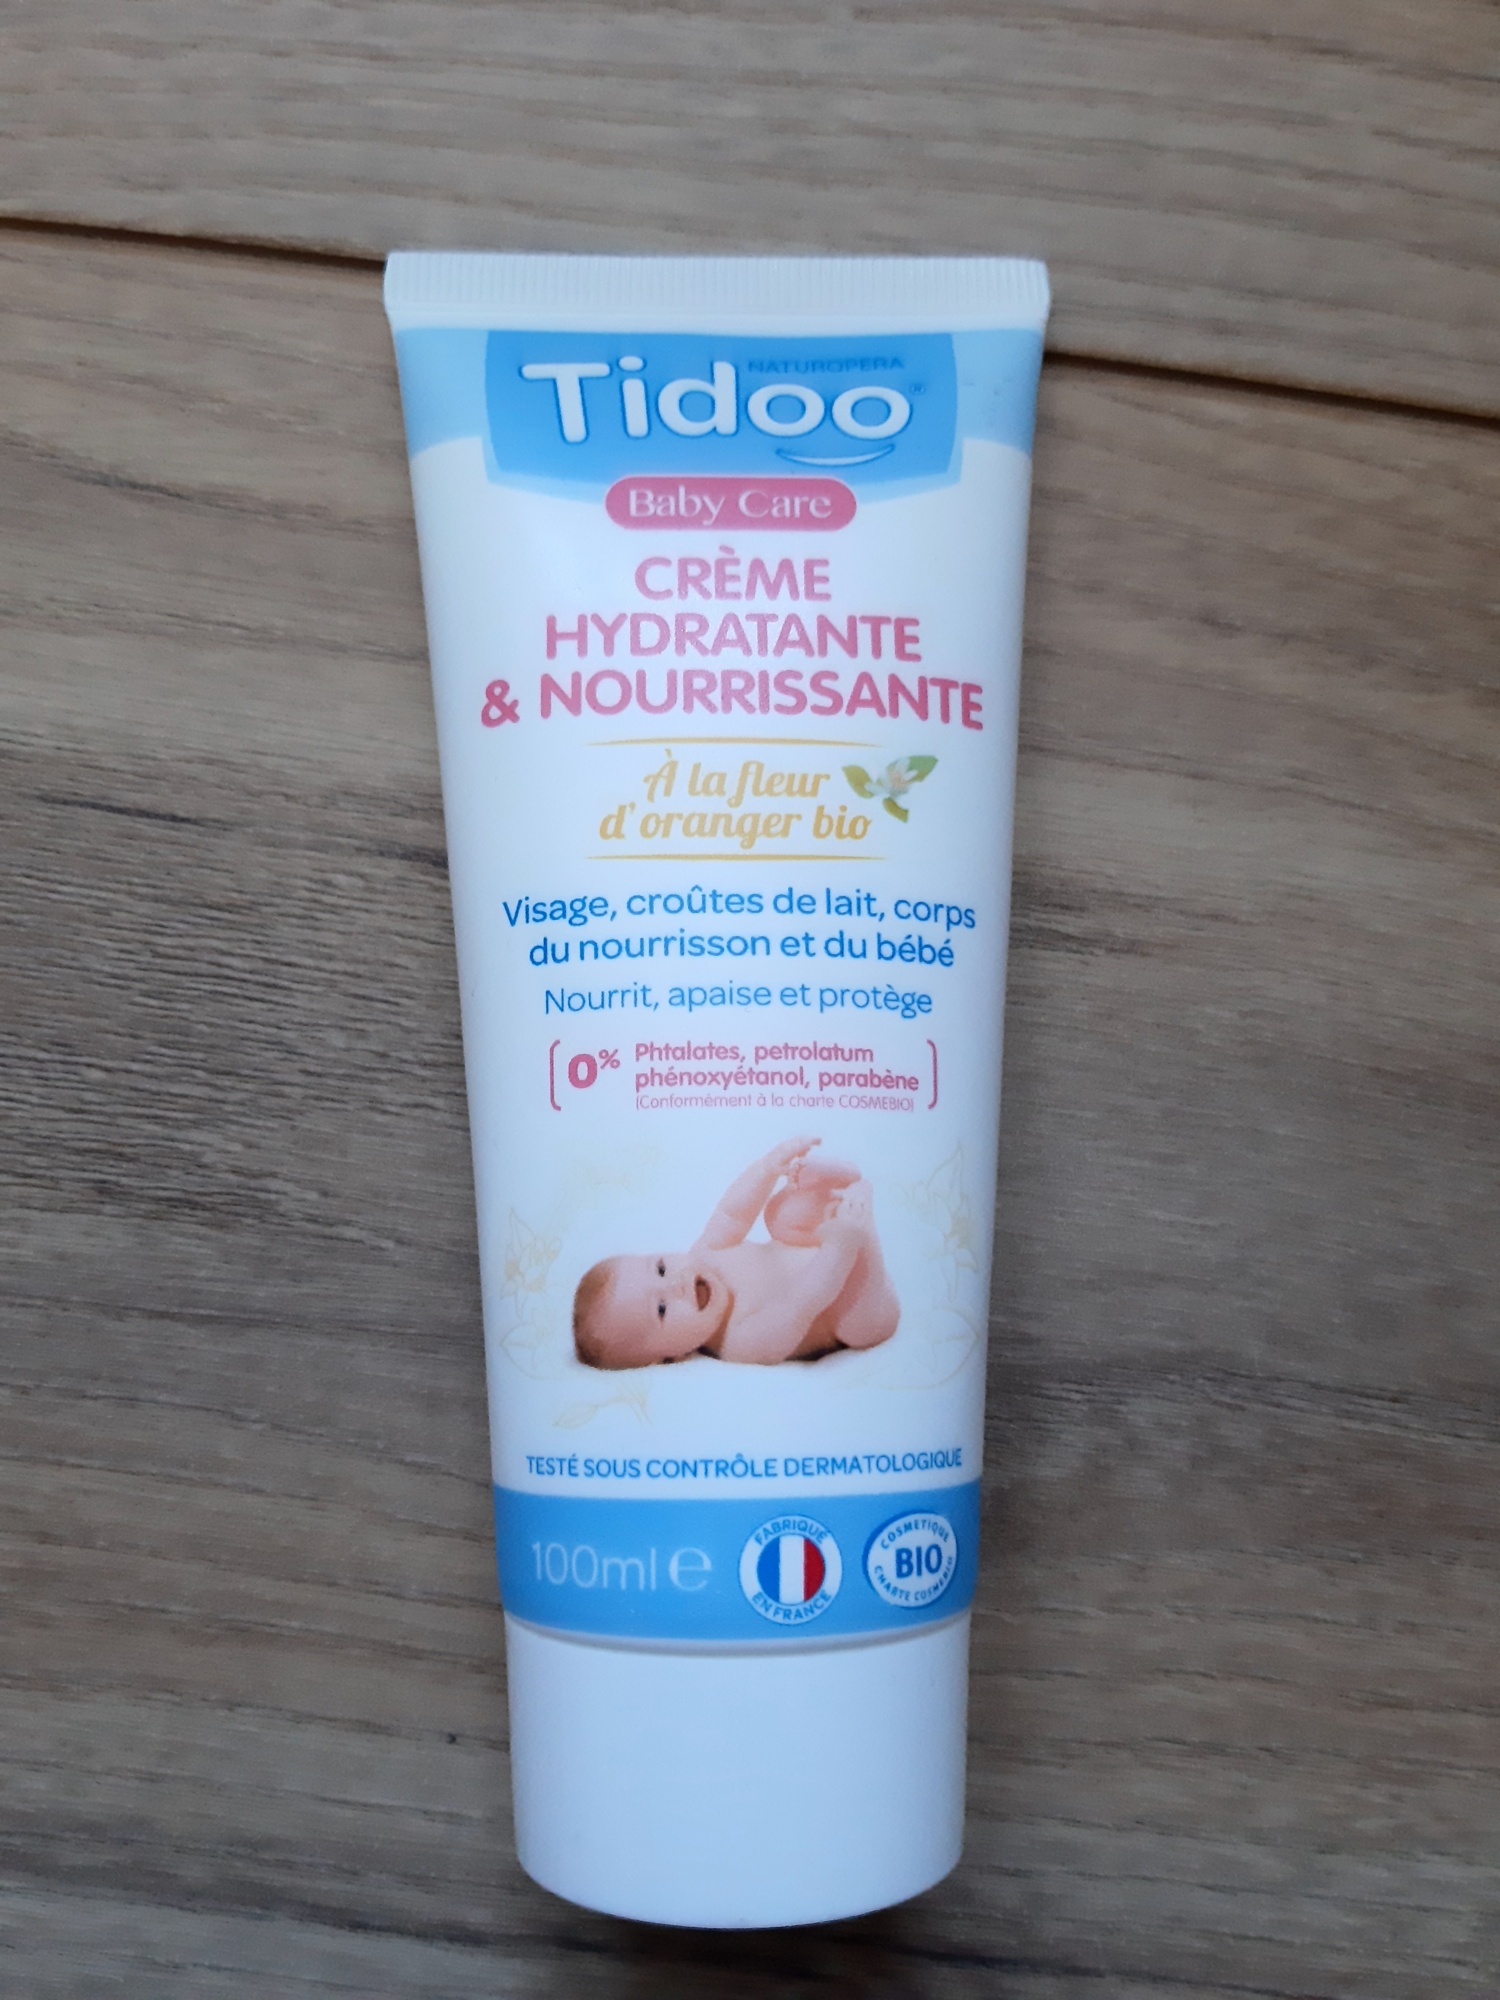 NATUROPERA
Tidoo®
Baby Care
CRÈME
HYDRATANTE
& NOURRISSANTE
À la fleur
d'oranger bio
Visage, croûtes de lait, corps
du nourrisson et du bébé
Nourrit, apaise et protège
0% Phtalates, petrolatum
phénoxyétanol, parabène
(Conformément à la charte COSMEBIO)
TESTÉ SOUS CONTRÔLE DERMATOLOGIQUE
100ml e
FABRIQUÉ
EN FRANCE
COSMETIQUE
BIO
CHARTE COSMEBIO